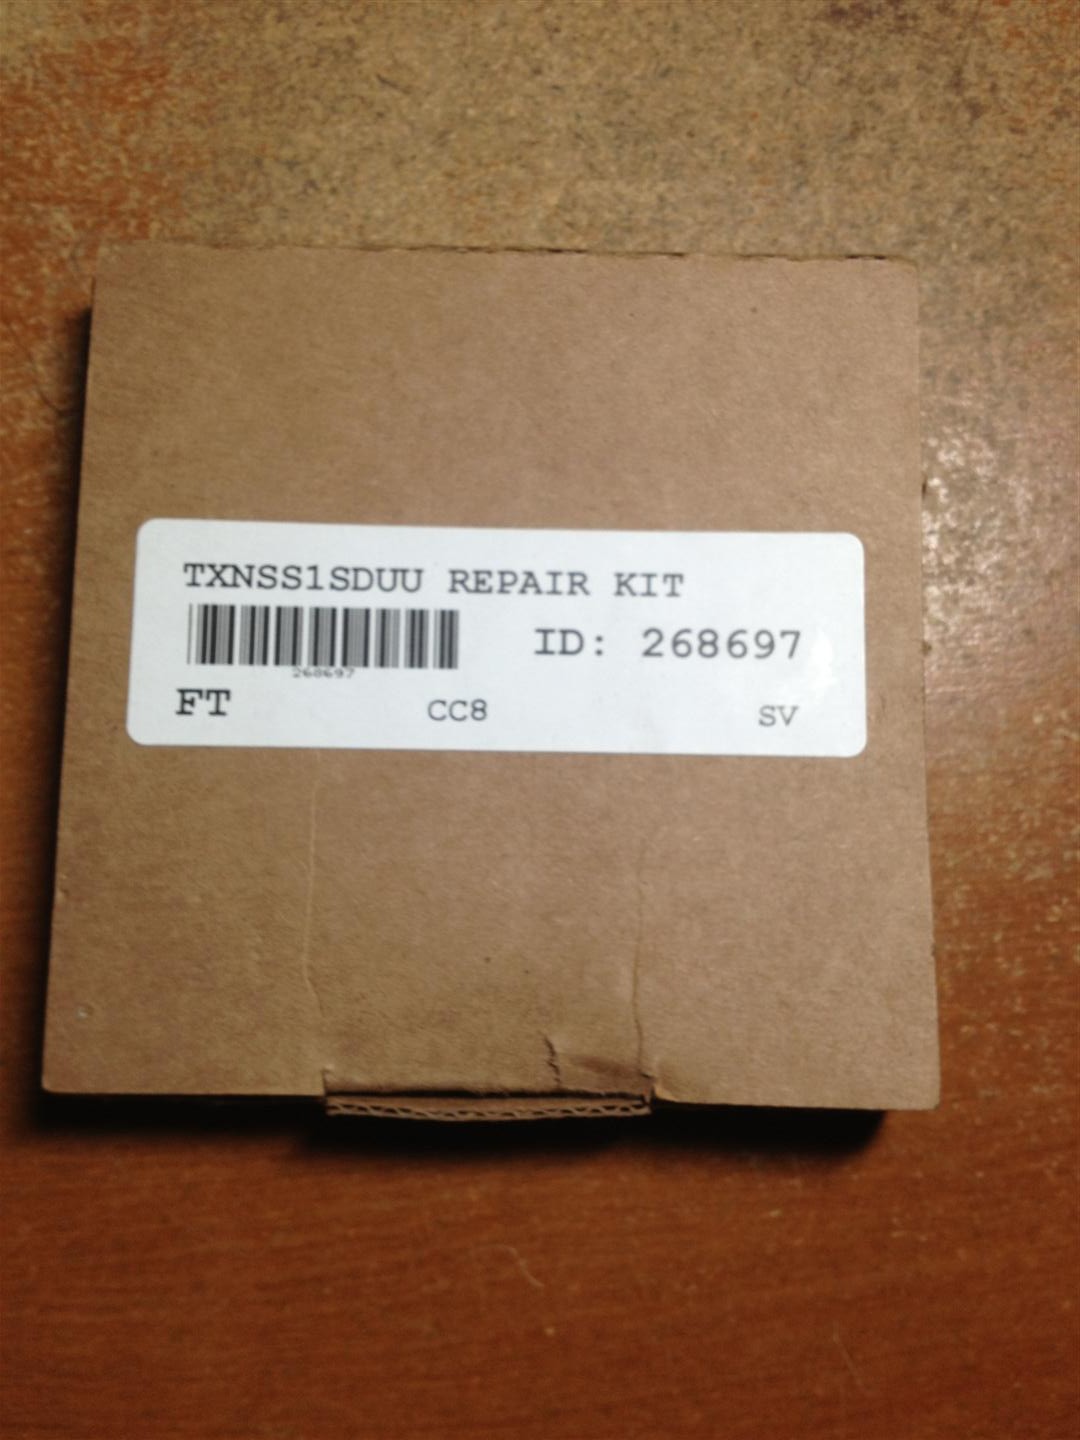 TXNSS1SDUU REPAIR KIT
ID: 268697
268697
FT CC8 SV